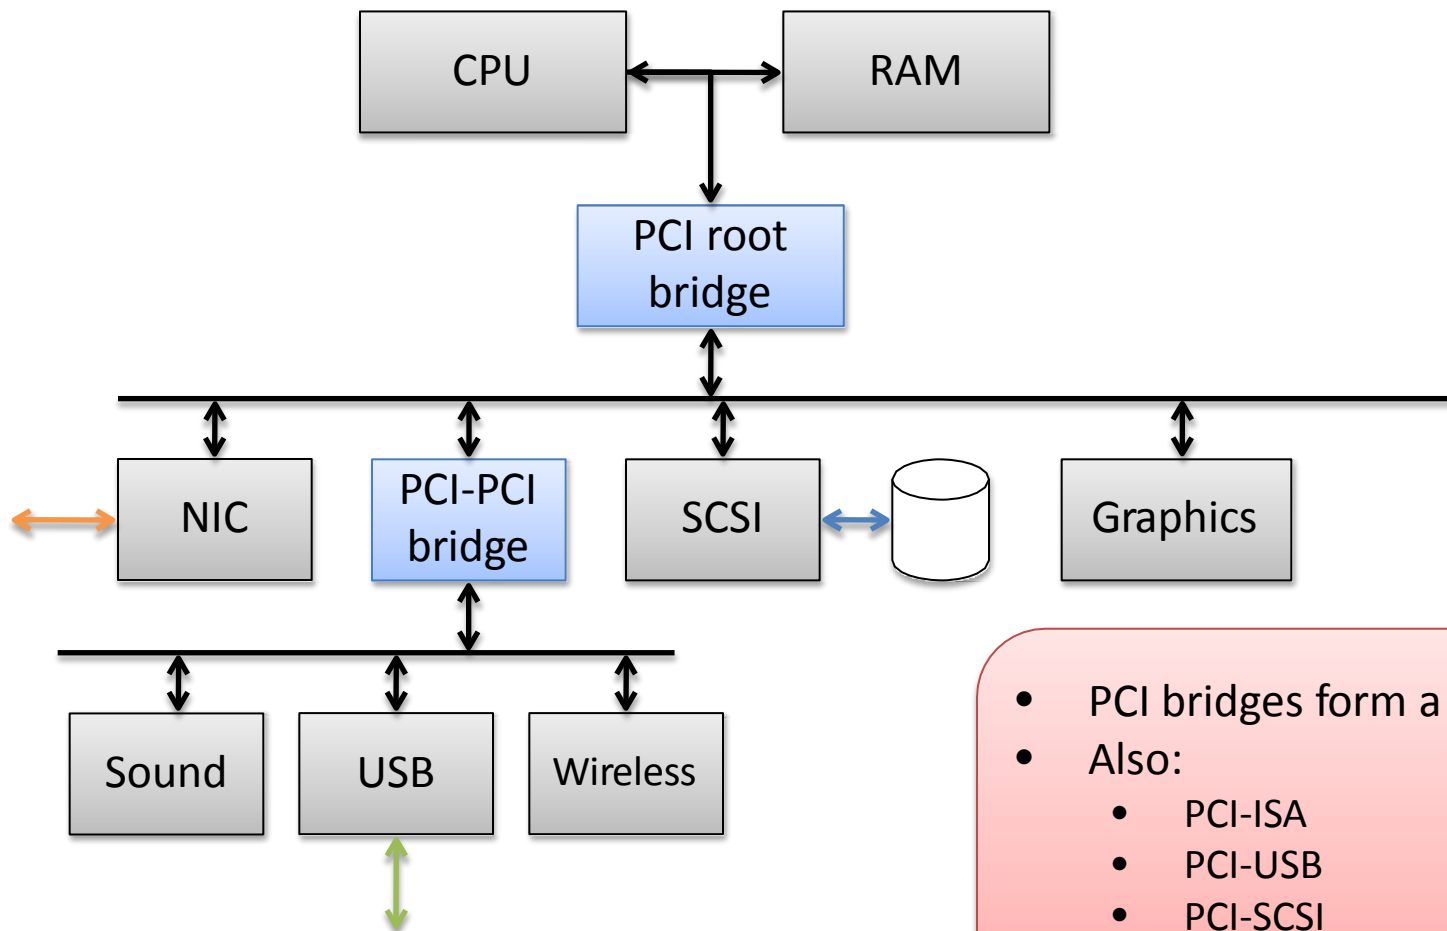 CPU
RAM
PCI root
bridge
NIC
PCI-PCI
bridge
SCSI
Graphics
Sound
USB
Wireless
• PCI bridges form a
• Also:
• PCI-ISA
• PCI-USB
• PCI-SCSI